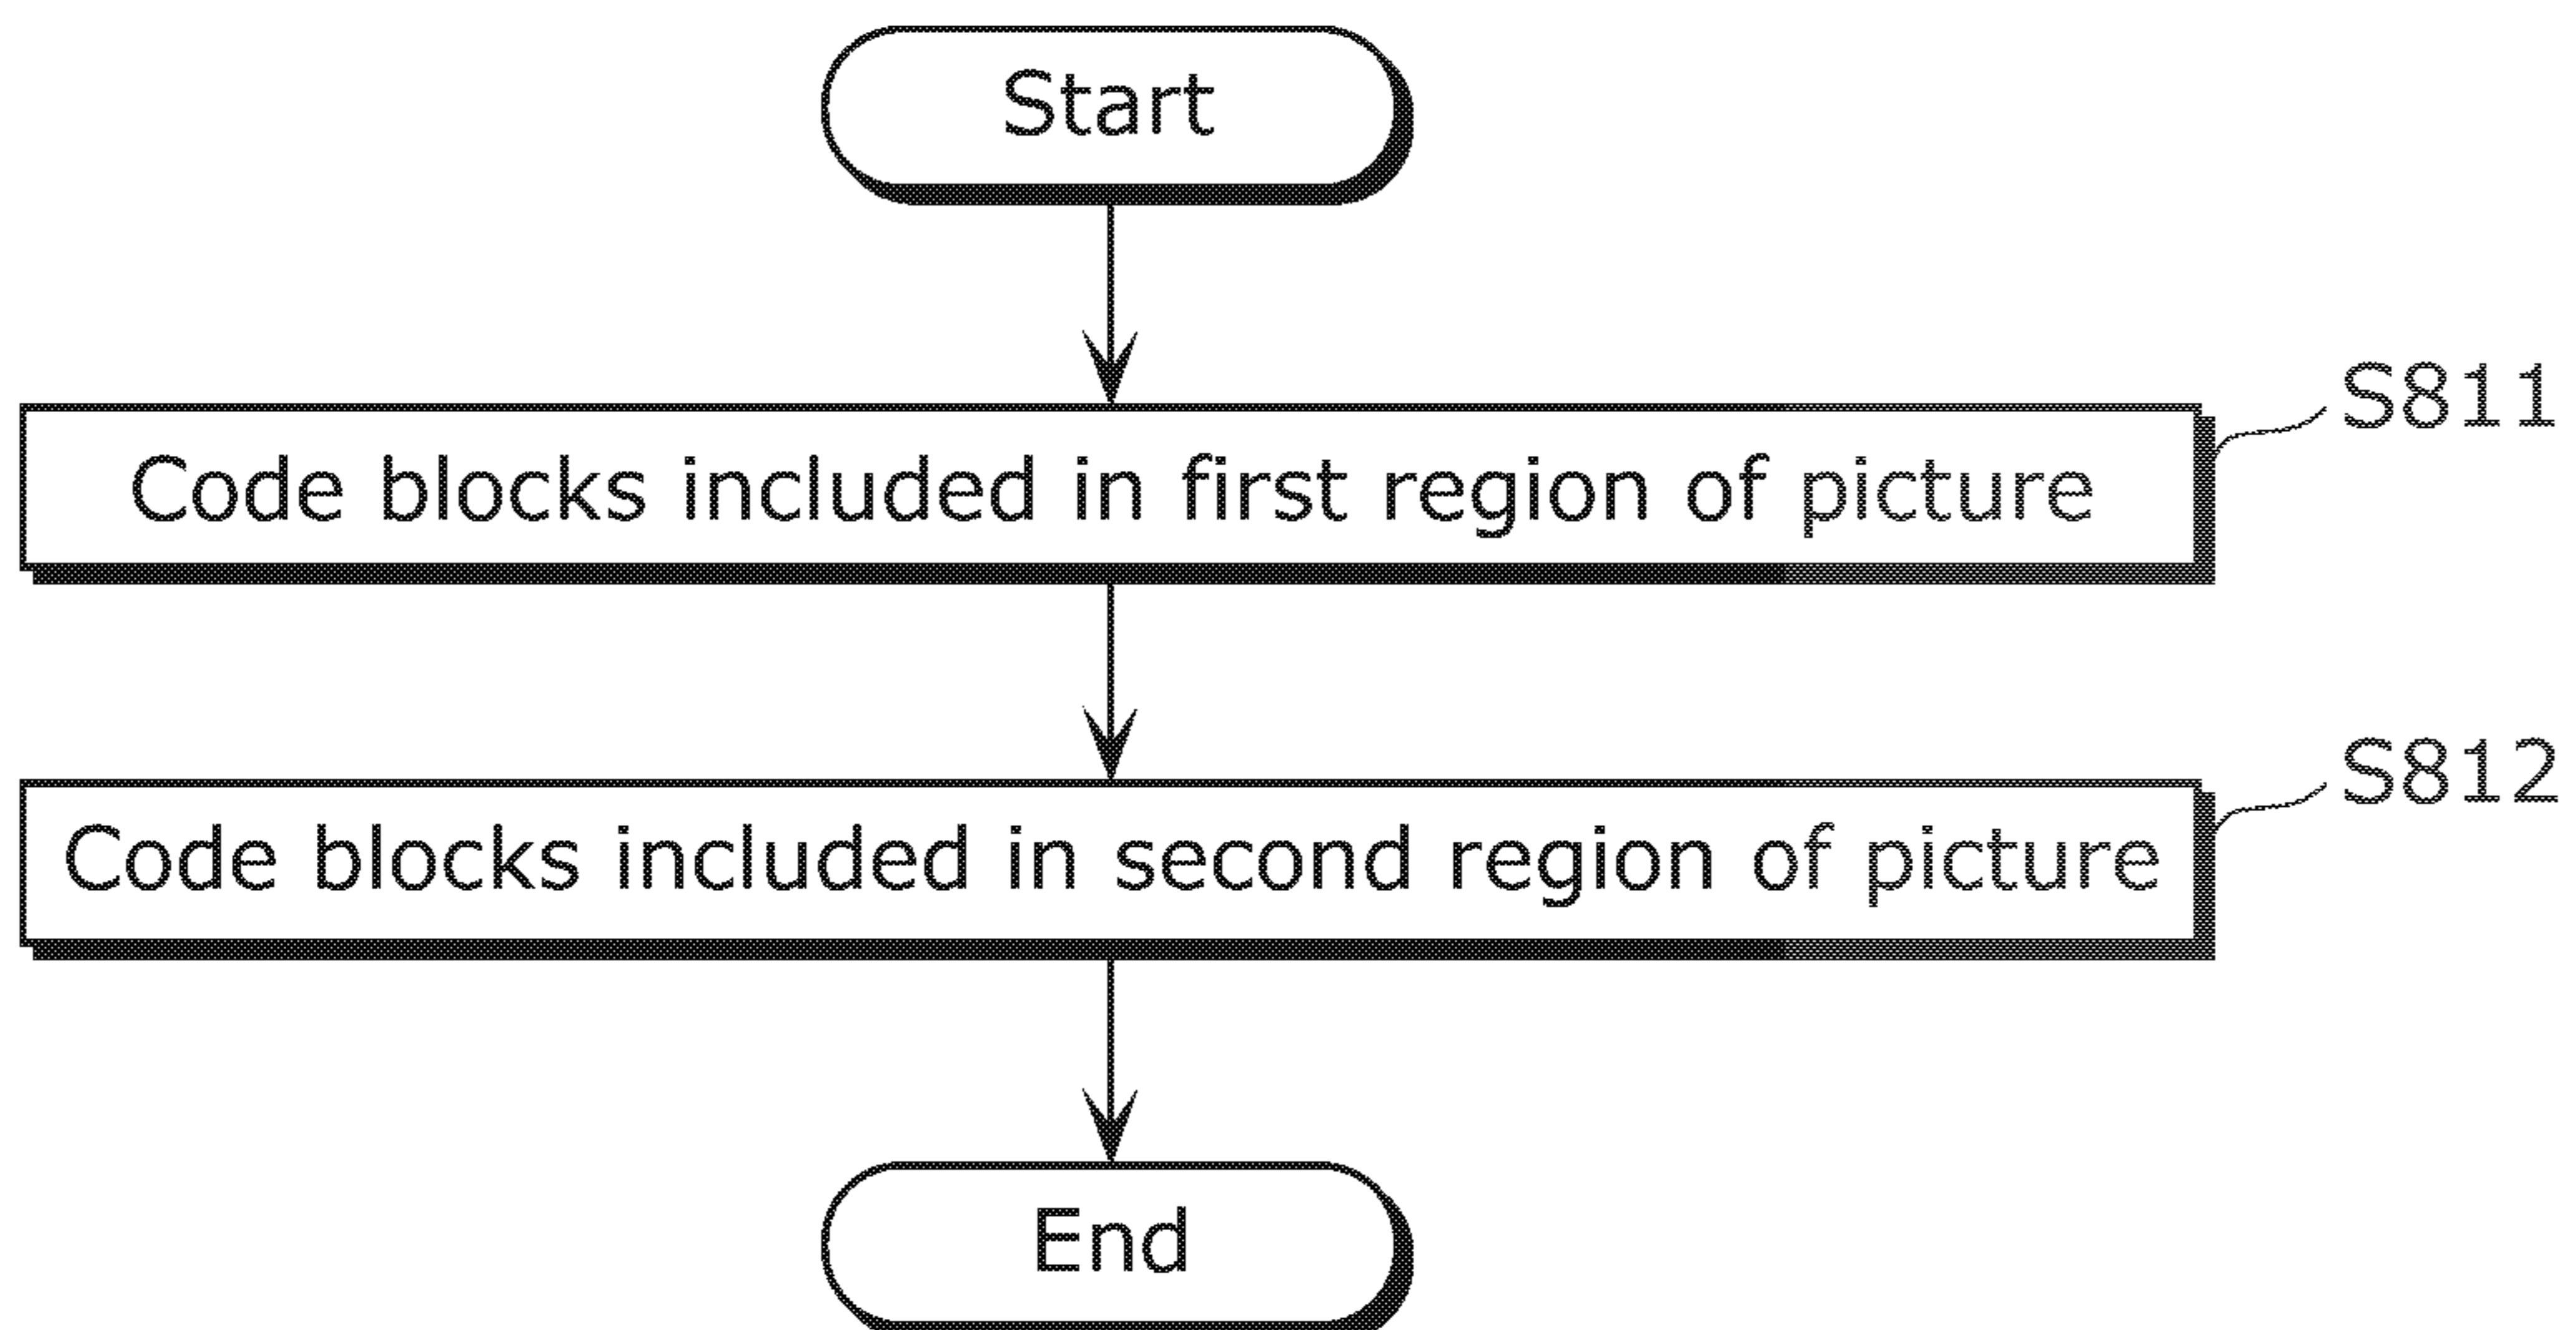 Start
S811
Code blocks included in first region of picture
S812
Code blocks included in second region of picture
End